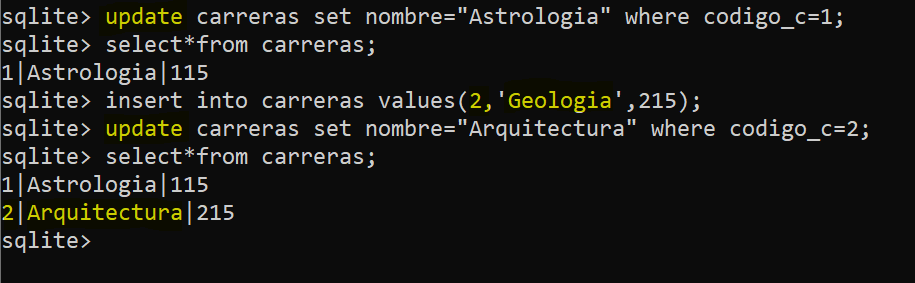 sqlite> update carreras set nombre="Astrologia" where codigo_c=1;
sqlite> select*from carreras;
1|Astrologia|115
sqlite> insert into carreras values(2,'Geologia',215);
sqlite> update carreras set nombre="Arquitectura" where codigo_c=2;
sqlite> select*from carreras;
1|Astrologia|115
2|Arquitectura|215
sqlite>